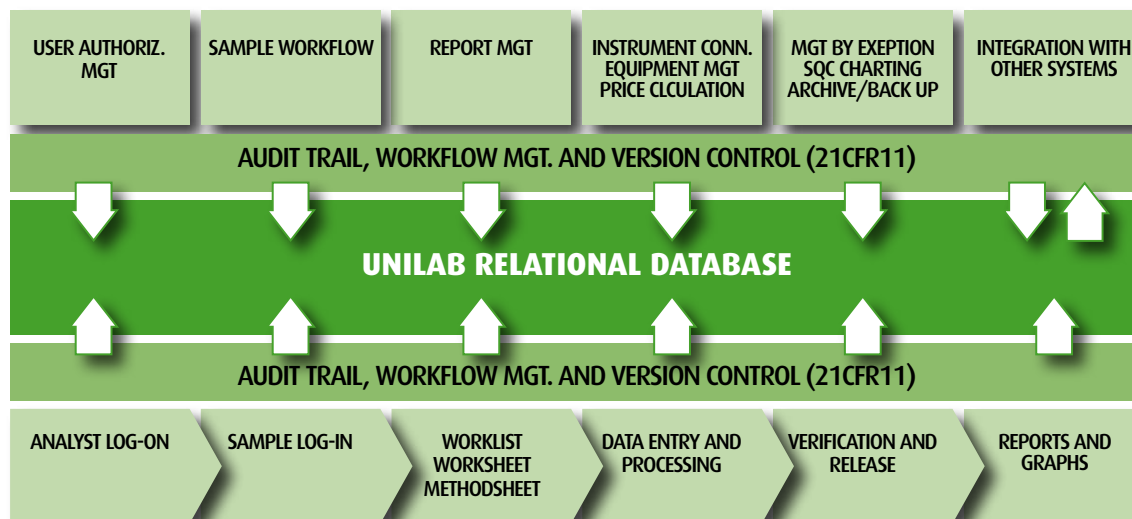 USER AUTHORIZ.
MGT
SAMPLE WORKFLOW
REPORT MGT
INSTRUMENT CONN.
EQUIPMENT MGT
PRICE CLCULATION
MGT BY EXEPTION
SQC CHARTING
ARCHIVE/BACK UP
INTEGRATION WITH
OTHER SYSTEMS
AUDIT TRAIL, WORKFLOW MGT. AND VERSION CONTROL (21CFR11)
UNILAB RELATIONAL DATABASE
AUDIT TRAIL, WORKFLOW MGT. AND VERSION CONTROL (21CFR11)
ANALYST LOG-ON
SAMPLE LOG-IN
WORKLIST
WORKSHEET
METHODSHEET
DATA ENTRY AND
PROCESSING
VERIFICATION AND
RELEASE
REPORTS AND
GRAPHS